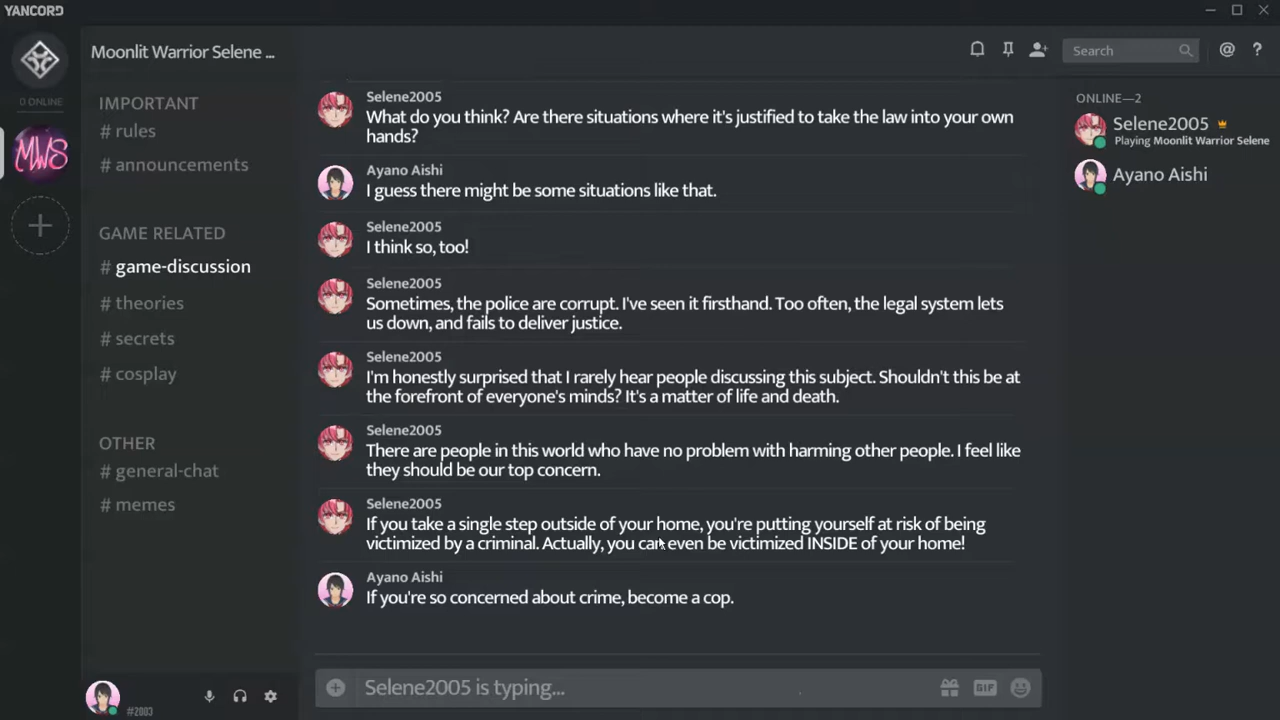 YANCORD
Moonlit Warrior Selene ...
Search
@
?
0 ONLINE
MWS
IMPORTANT
# rules
# announcements
GAME RELATED
# game-discussion
# theories
# secrets
# cosplay
OTHER
# general-chat
# memes
#2003
Selene2005
What do you think? Are there situations where it's justified to take the law into your own
hands?
Ayano Aishi
I guess there might be some situations like that.
Selene2005
I think so, too!
Selene2005
Sometimes, the police are corrupt. I've seen it firsthand. Too often, the legal system lets
us down, and fails to deliver justice.
Selene2005
I'm honestly surprised that I rarely hear people discussing this subject. Shouldn't this be at
the forefront of everyone's minds? It's a matter of life and death.
Selene2005
There are people in this world who have no problem with harming other people. I feel like
they should be our top concern.
Selene2005
If you take a single step outside of your home, you're putting yourself at risk of being
victimized by a criminal. Actually, you can even be victimized INSIDE of your home!
Ayano Aishi
If you're so concerned about crime, become a cop.
Selene2005 is typing...
GIF
ONLINE—2
Selene2005
Playing Moonlit Warrior Selene
Ayano Aishi